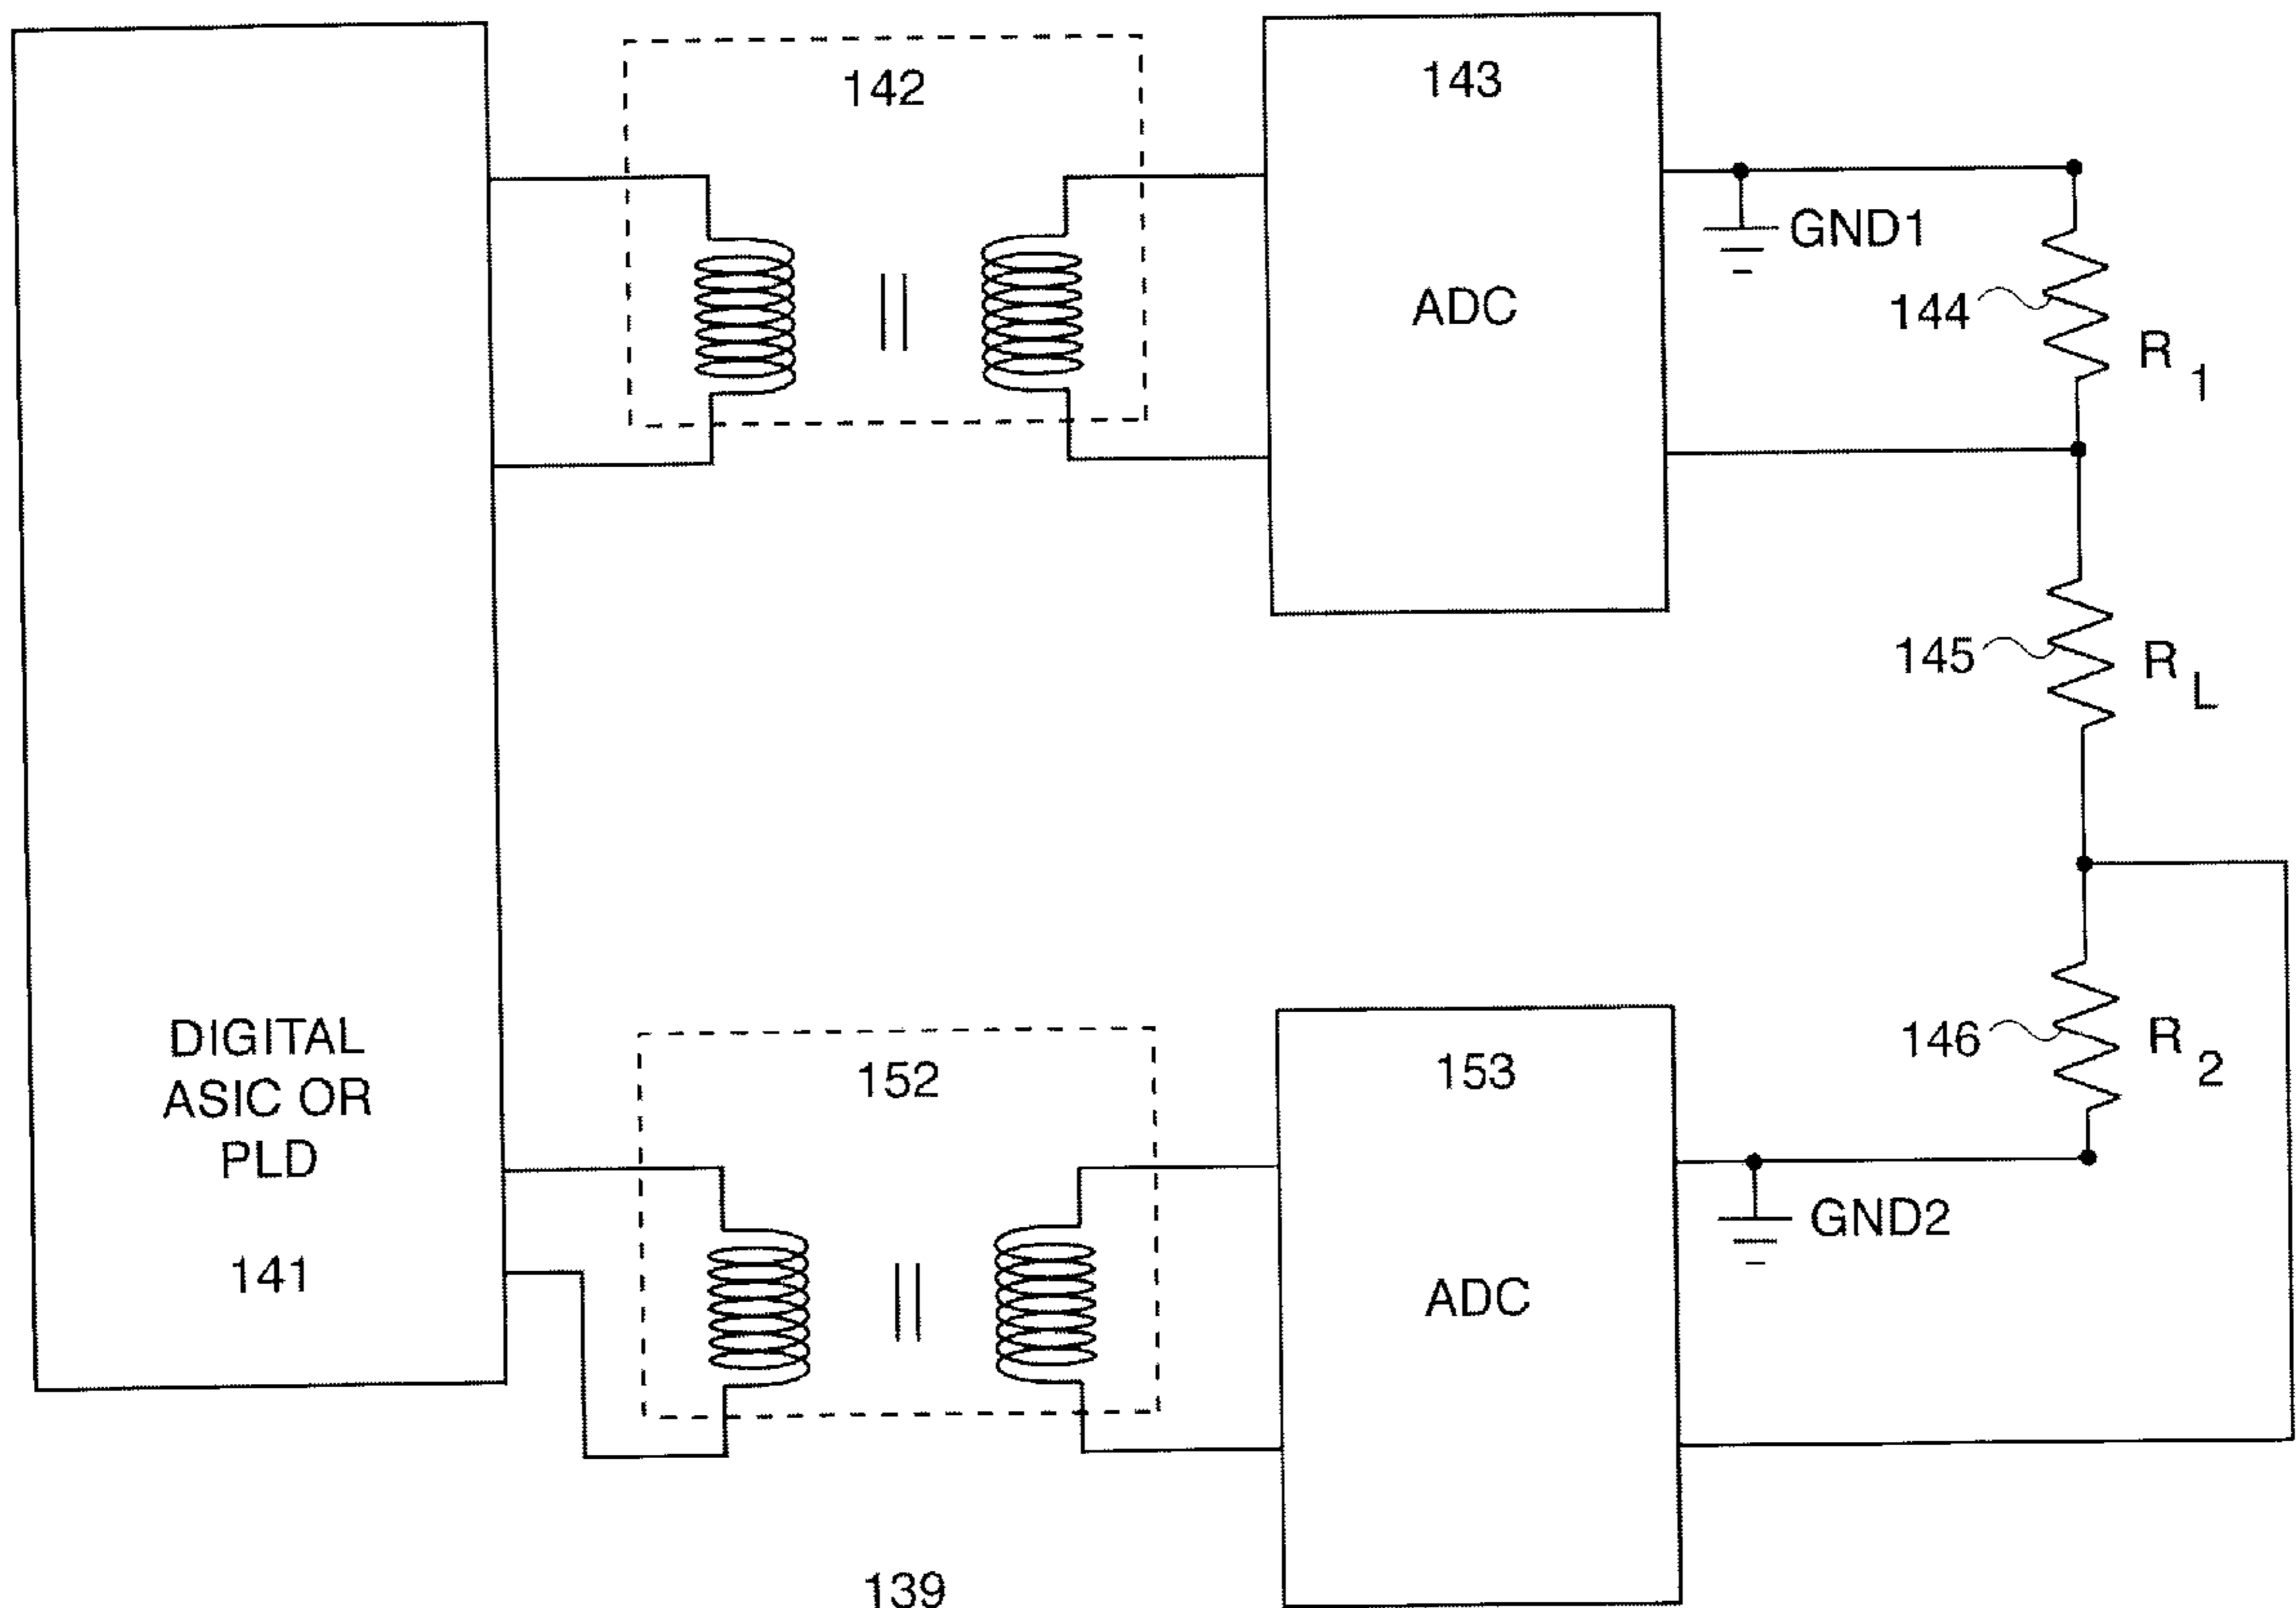 142
143
GND1
144
R 1
ADC
145
R L
DIGITAL
ASIC OR
PLD
141
152
153
146
R 2
GND2
ADC
139